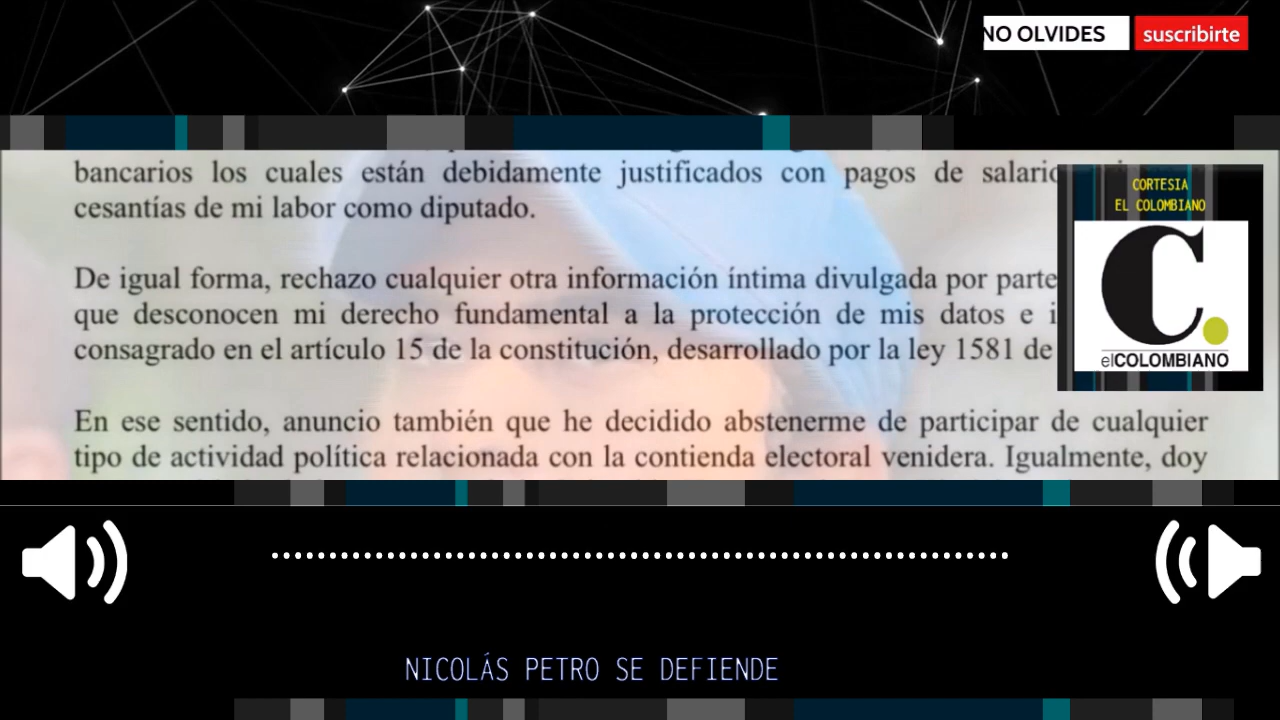 NO OLVIDES
suscribirte
bancarios los cuales están debidamente justificados con pagos de
cesantías de mi labor como diputado.
De igual forma, rechazo cualquier otra información íntima divulgada por parte
que desconocen mi derecho fundamental a la protección de mis datos e
consagrado en el artículo 15 de la constitución, desarrollado por la ley 1581 de
En ese sentido, anuncio también que he decidido abstenerme de participar de cualquier
tipo de actividad política relacionada con la contienda electoral venidera. Igualmente, doy
CORTESIA
EL COLOMBIANO
C.
elCOLOMBIANO
NICOLÁS PETRO SE DEFIENDE